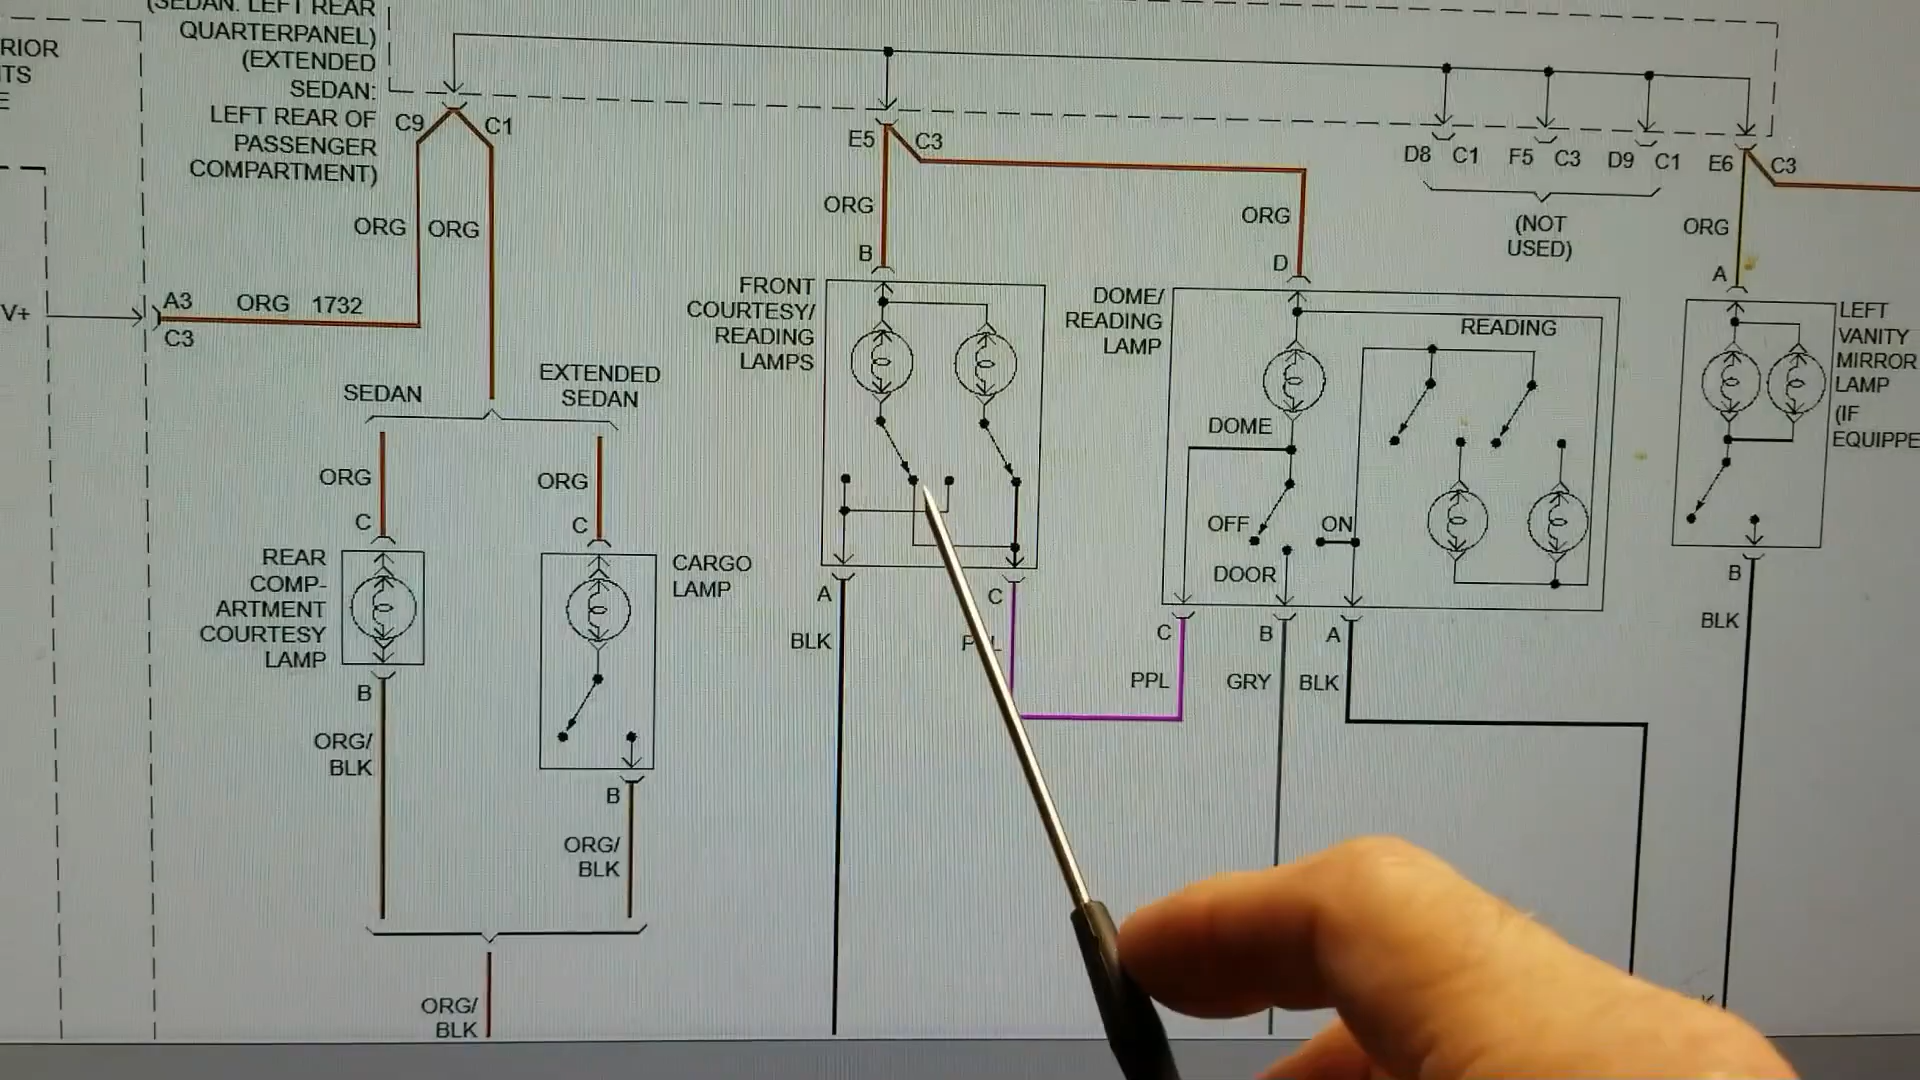 (SEDAN: LEFT REAR
QUARTERPANEL)
(EXTENDED
SEDAN:
LEFT REAR OF
PASSENGER
COMPARTMENT)
RIOR
TS
E
V+
C9
C1
ORG
ORG
A3
ORG 1732
C3
SEDAN
EXTENDED
SEDAN
ORG
ORG
C
C
REAR
COMP-
ARTMENT
COURTESY
LAMP
CARGO
LAMP
B
ORG/
BLK
B
ORG/
BLK
ORG/
BLK
E5
C3
ORG
B
FRONT
COURTESY/
READING
LAMPS
A
BLK
C
ORG
D
DOME/
READING
LAMP
READING
DOME
OFF
ON
DOOR
C
B
A
PPL
GRY
BLK
D8
C1
F5
C3
D9
C1
(NOT
USED)
E6
C3
ORG
A
LEFT
VANITY
MIRROR
LAMP
(IF
EQUIPPE
B
BLK